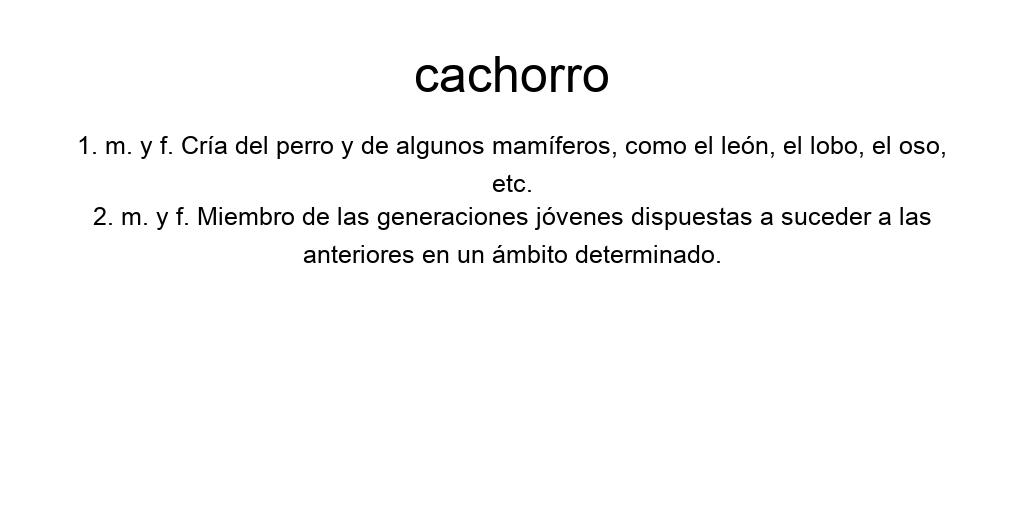 cachorro
1. m. y f. Cría del perro y de algunos mamíferos, como el león, el lobo, el oso,
etc.
2. m. y f. Miembro de las generaciones jóvenes dispuestas a suceder a las
anteriores en un ámbito determinado.